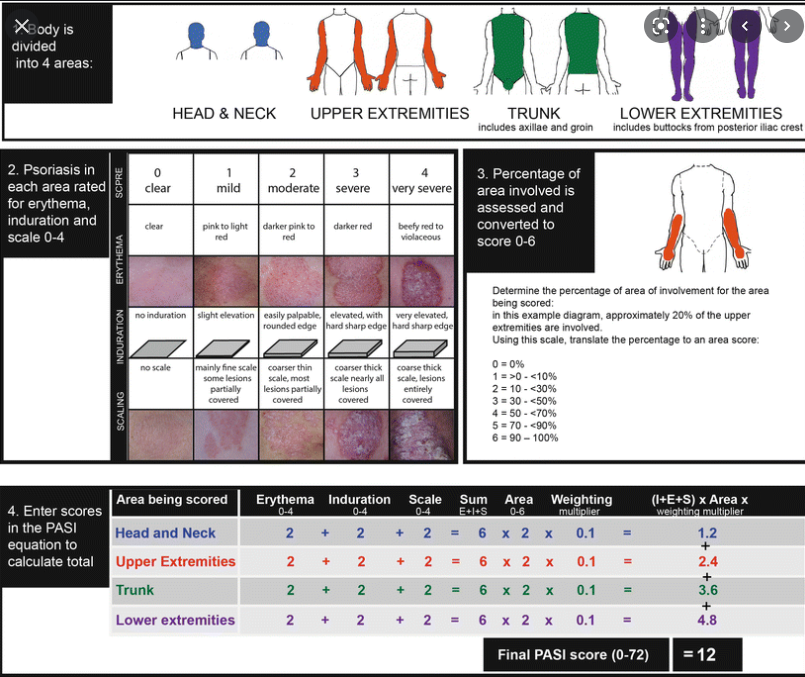 1. Body is
divided
into 4 areas:
HEAD & NECK
UPPER EXTREMITIES
TRUNK
includes axillae and groin
LOWER EXTREMITIES
includes buttocks from posterior iliac crest
2. Psoriasis in
each area rated
for erythema,
induration and
scale 0-4
SCPRE
0
clear
1
mild
2
moderate
3
severe
4
very severe
ERYTHEMA
clear
pink to light
red
darker pink to
red
darker red
beefy red to
violaceous
INDURATION
no induration
slight elevation
easily palpable,
rounded edge
elevated, with
hard sharp edge
very elevated,
hard sharp edge
SCALING
no scale
mainly fine scale
some lesions
partially
covered
coarser thin
scale, most
lesions partially
covered
coarser thick
scale nearly all
lesions
covered
coarse thick
scale, lesions
entirely
covered
3. Percentage of
area involved is
assessed and
converted to
score 0-6
Determine the percentage of area of involvement for the area
being scored:
in this example diagram, approximately 20% of the upper
extremities are involved.
Using this scale, translate the percentage to an area score:
0 = 0%
1 = >0 - <10%
2 = 10 - <30%
3 = 30 - <50%
4 = 50 - <70%
5 = 70 - <90%
6 = 90 – 100%
4. Enter scores
in the PASI
equation to
calculate total
Area being scored Erythema Induration Scale Sum Area Weighting (I+E+S) x Area x
0-4 0-4 0-4 E+I+S 0-6 multiplier weighting multiplier
Head and Neck 2 + 2 + 2 = 6 x 2 x 0.1 = 1.2
+
Upper Extremities 2 + 2 + 2 = 6 x 2 x 0.1 = 2.4
+
Trunk 2 + 2 + 2 = 6 x 2 x 0.1 = 3.6
+
Lower extremities 2 + 2 + 2 = 6 x 2 x 0.1 = 4.8
Final PASI score (0-72) = 12